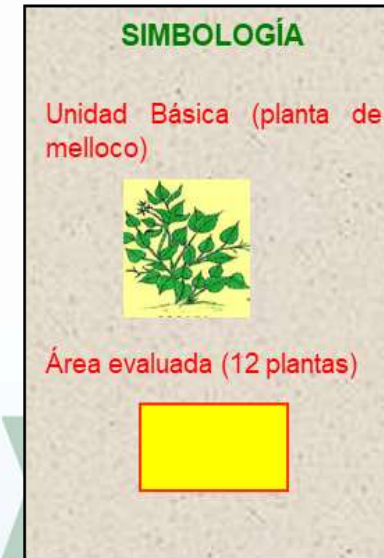 SIMBOLOGÍA
Unidad Básica (planta de
melloco)
Área evaluada (12 plantas)